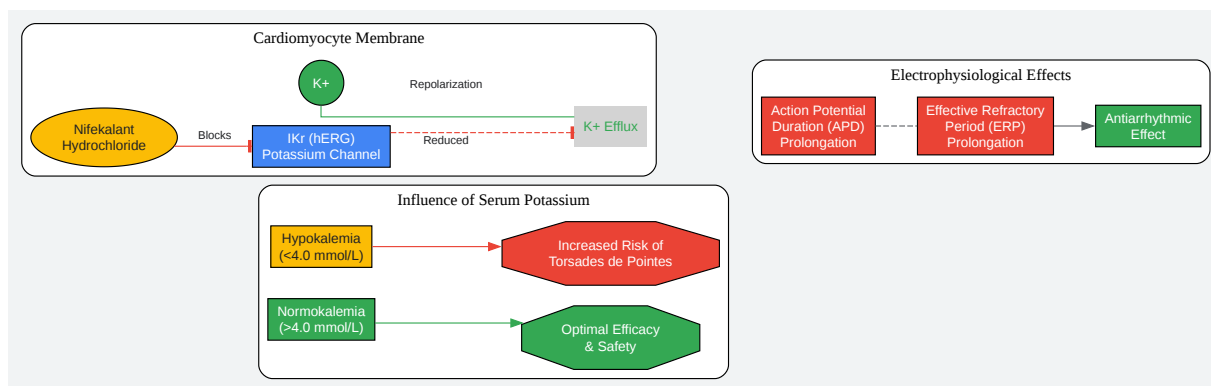 Cardiomyocyte Membrane
K+
Repolarization
Nifekalant
Hydrochloride
Blocks
IKr (hERG)
Potassium Channel
Reduced
K+ Efflux
Electrophysiological Effects
Action Potential
Duration (APD)
Prolongation
Effective Refractory
Period (ERP)
Prolongation
Antiarrhythmic
Effect
Influence of Serum Potassium
Hypokalemia
(<4.0 mmol/L)
Increased Risk of
Torsades de Pointes
Normokalemia
(>4.0 mmol/L)
Optimal Efficacy
& Safety